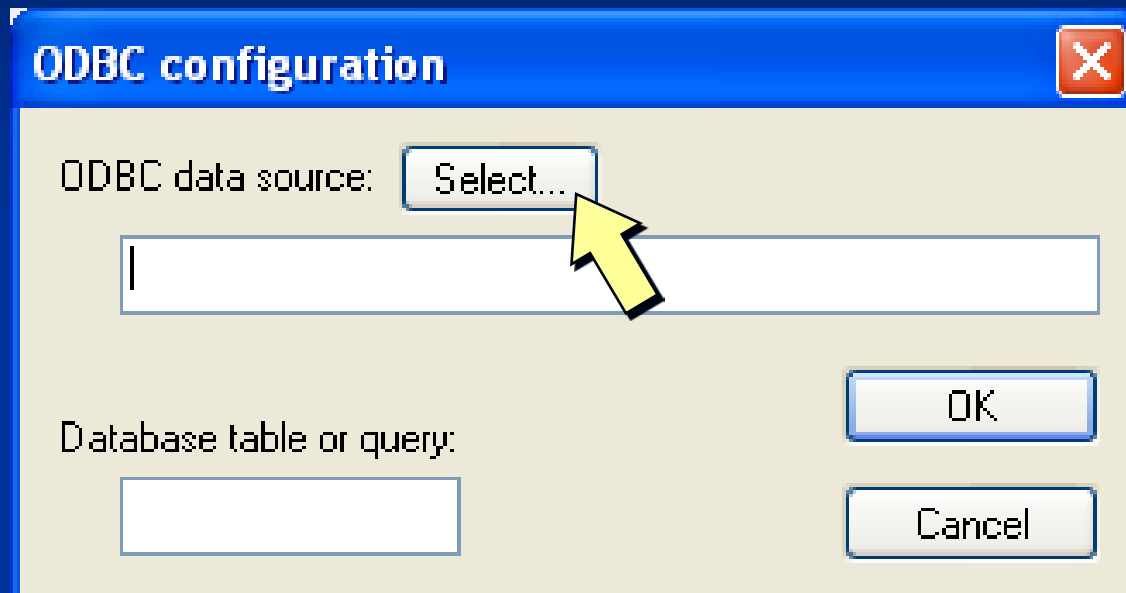 ODBC configuration
ODBC data source: Select...
OK
Database table or query:
Cancel